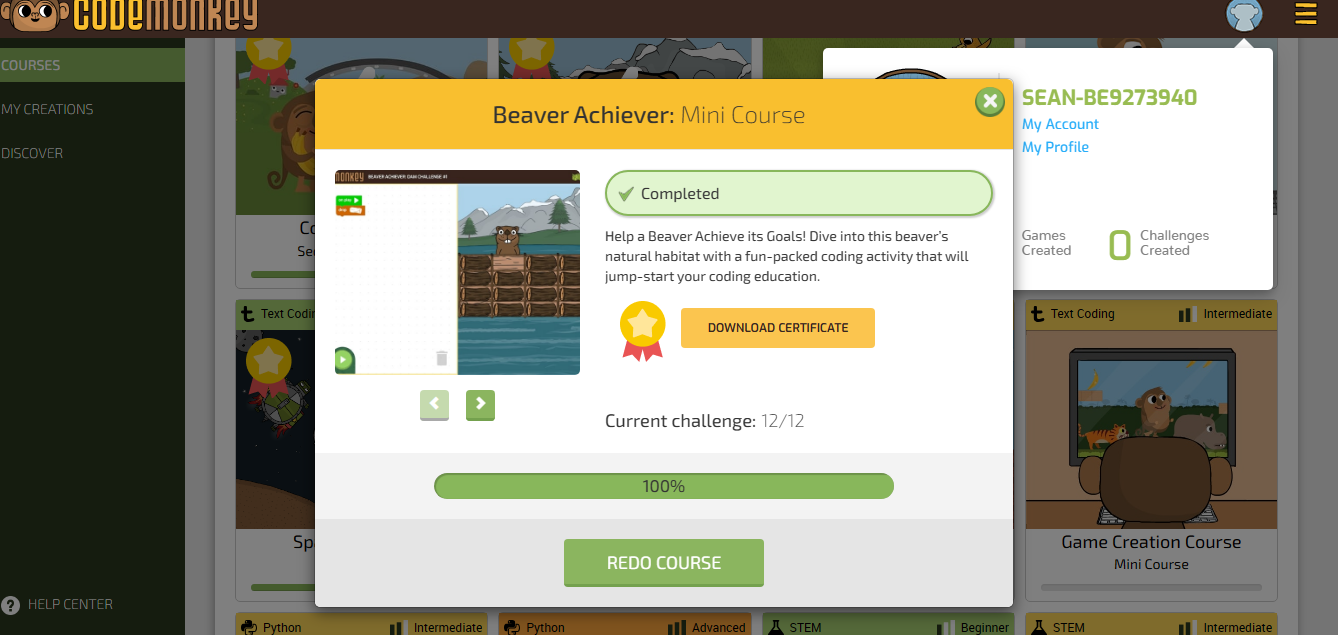 CODEMONKEY
COURSES
MY CREATIONS
DISCOVER
HELP CENTER
SEAN-BE9273940
My Account
My Profile
Games
Created
0
Challenges
Created
Beaver Achiever: Mini Course
BEAVER ACHIEVER DAM CHALLENGE #1
Completed
Help a Beaver Achieve its Goals! Dive into this beaver's
natural habitat with a fun-packed coding activity that will
jump-start your coding education.
DOWNLOAD CERTIFICATE
Current challenge: 12/12
100%
REDO COURSE
Co
Se
t Text Codin
Sp
t Text Coding
Intermediate
Game Creation Course
Mini Course
Python
Intermediate
Python
Advanced
STEM
Beginner
STEM
Intermediate